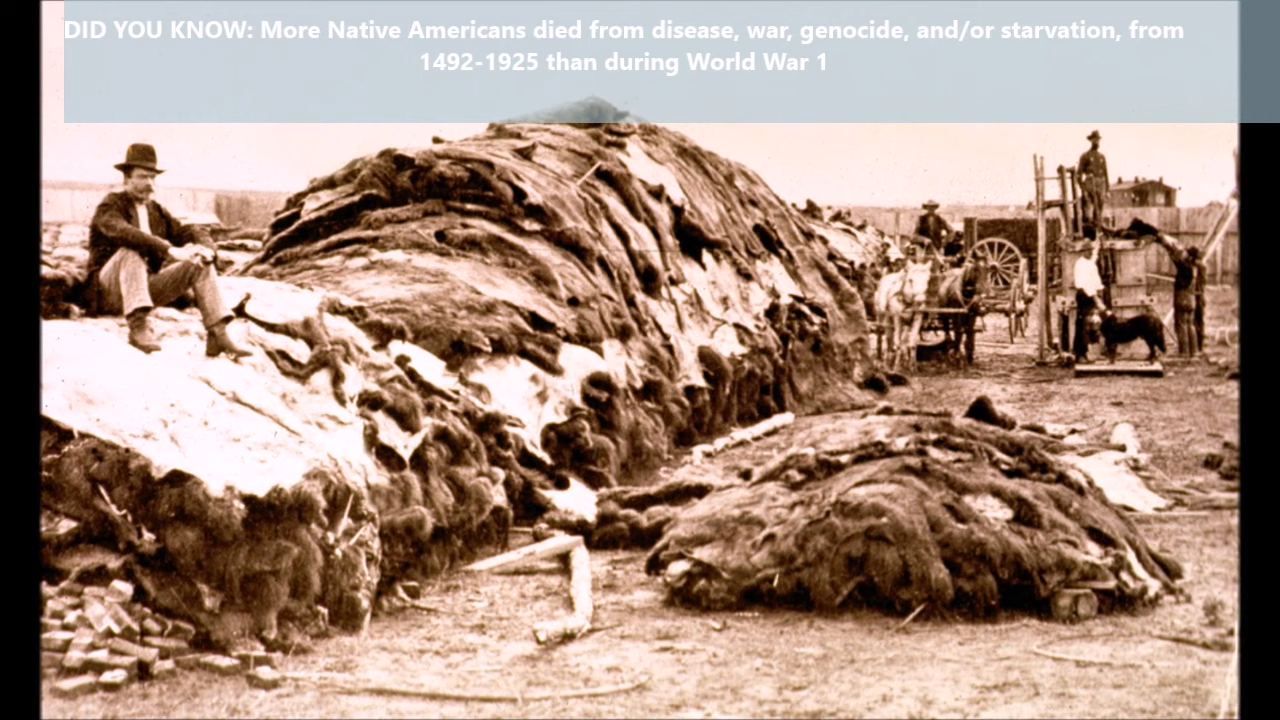 DID YOU KNOW: More Native Americans died from disease, war, genocide, and/or starvation, from
1492-1925 than during World War 1